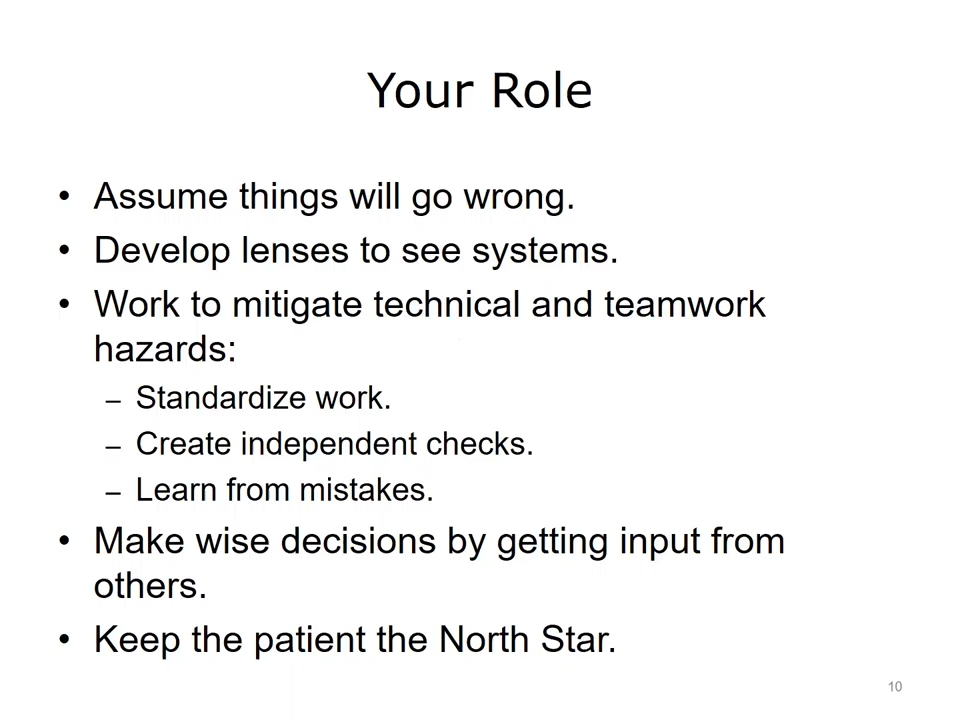 Your Role
• Assume things will go wrong.
• Develop lenses to see systems.
• Work to mitigate technical and teamwork
hazards:
– Standardize work.
– Create independent checks.
– Learn from mistakes.
• Make wise decisions by getting input from
others.
• Keep the patient the North Star.
10